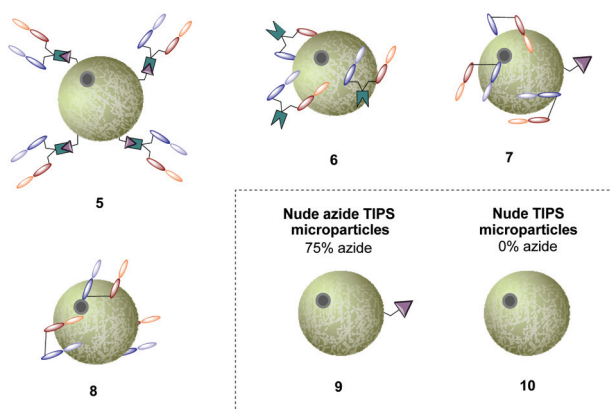 5
6
7
8
Nude azide TIPS
microparticles
75% azide
9
Nude TIPS
microparticles
0% azide
10